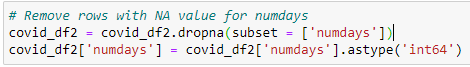 # Remove rows with NA value for numdays
covid_df2 = covid_df2.dropna(subset = ['numdays'])
covid_df2['numdays'] = covid_df2['numdays'].astype('int64')